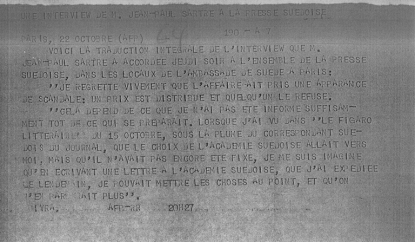 UNE INTERVIEW DE M. JEAN-PAUL SARTRE A LA PRESSE SUEDOISE
PARIS, 22 OCTOBRE (AFP)
VOICI LA TRADUCTION INTEGRALE DE L'INTERVIEW QUE M.
JEAN-PAUL SARTRE A ACCORDEE JEUDI SOIR A L'ENSEMBLE DE LA PRESSE
SUEDOISE, DANS LES LOCAUX DE L'AMBASSADE DE SUEDE A PARIS:
"JE REGRETTE VIVEMENT QUE L'AFFAIRE AIT PRIS UNE APPARENCE
DE SCANDALE: UN PRIX EST DISTRIBUE ET QUELQU'UN LE REFUSE.
"CELA DE CE QUE JE N'AI PAS ETE INFORME SUFFISAM-
MENT TOT DE CE QUI SE PREPARAIT. LORSQUE J'AI VU DANS "LE FIGARO
LITTERAIRE" DU 15 OCTOBRE, SOUS LA PLUME DU CORRESPONDANT SUE-
DOIS DU JOURNAL, QUE LE CHOIX DE L'ACADEMIE SUEDOISE ALLAIT VERS
MOI, MAIS QU'IL N'AVAIT PAS ENCORE ETE FIXE, JE ME SUIS IMAGINE
QU'EN ECRIVANT UNE LETTRE A L'ACADEMIE SUEDOISE, QUE J'AI EXPEDIEE
LE LENDEMAIN, JE POUVAIT METTRE LES CHOSES AU POINT, ET QU'ON
N'EN PARLERAIT PLUS".
SUIVRA. AFP- 20H27